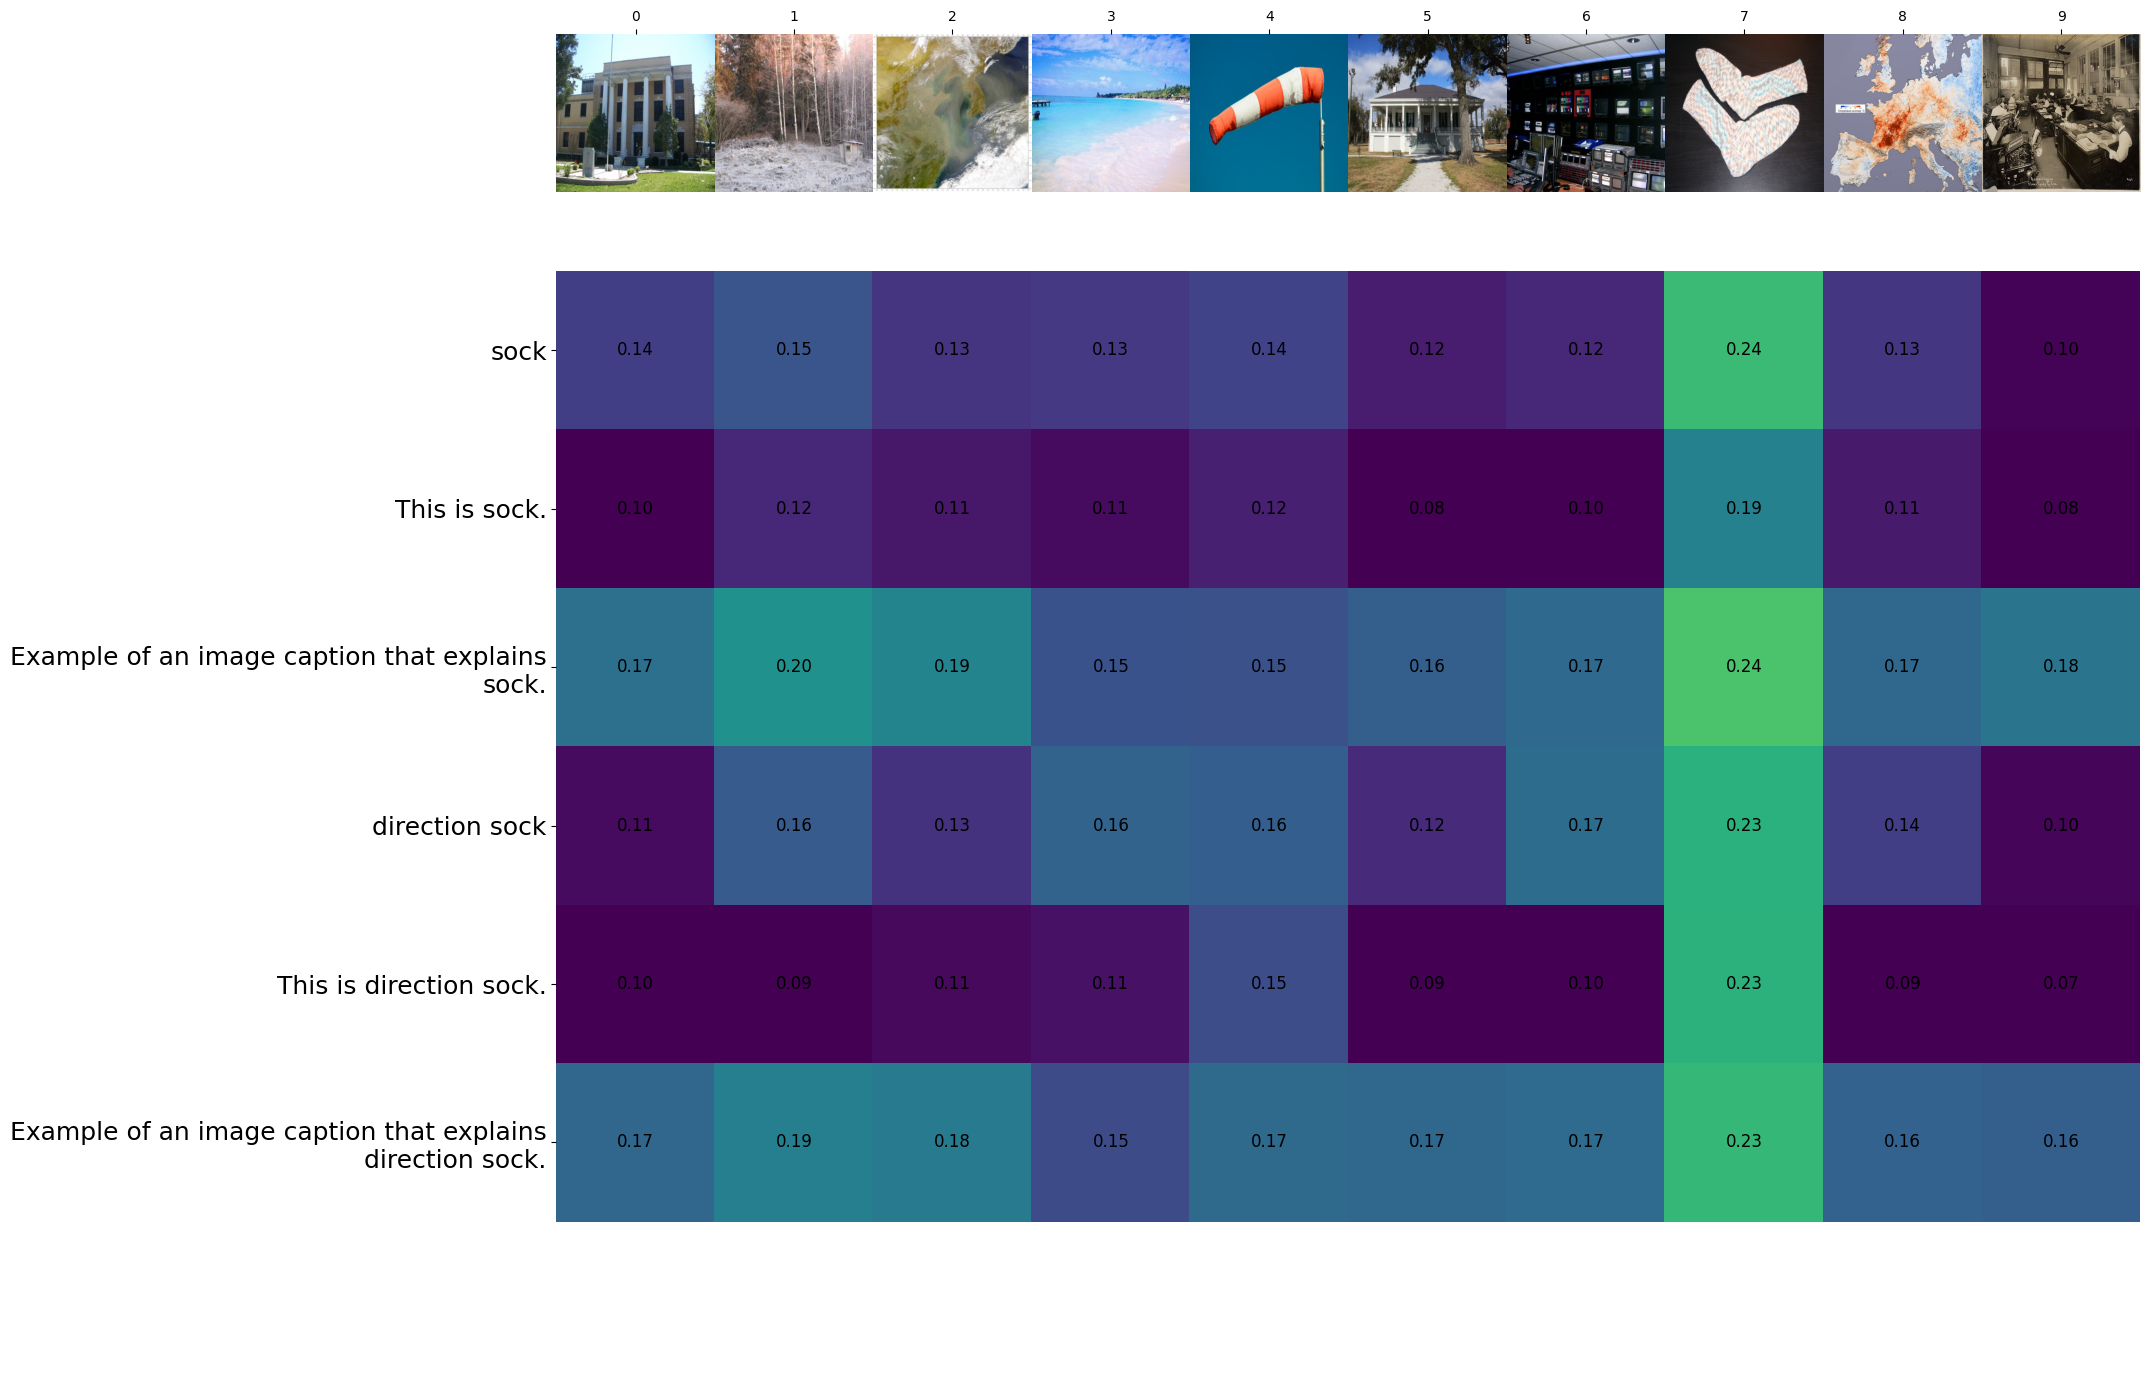 0 1 2 3 4 5 6 7 8 9
sock 0.14 0.15 0.13 0.13 0.14 0.12 0.12 0.24 0.13 0.10
This is sock. 0.10 0.12 0.11 0.11 0.12 0.08 0.10 0.19 0.11 0.08
Example of an image caption that explains
sock. 0.17 0.20 0.19 0.15 0.15 0.16 0.17 0.24 0.17 0.18
direction sock 0.11 0.16 0.13 0.16 0.16 0.12 0.17 0.23 0.14 0.10
This is direction sock. 0.10 0.09 0.11 0.11 0.15 0.09 0.10 0.23 0.09 0.07
Example of an image caption that explains
direction sock. 0.17 0.19 0.18 0.15 0.17 0.17 0.17 0.23 0.16 0.16